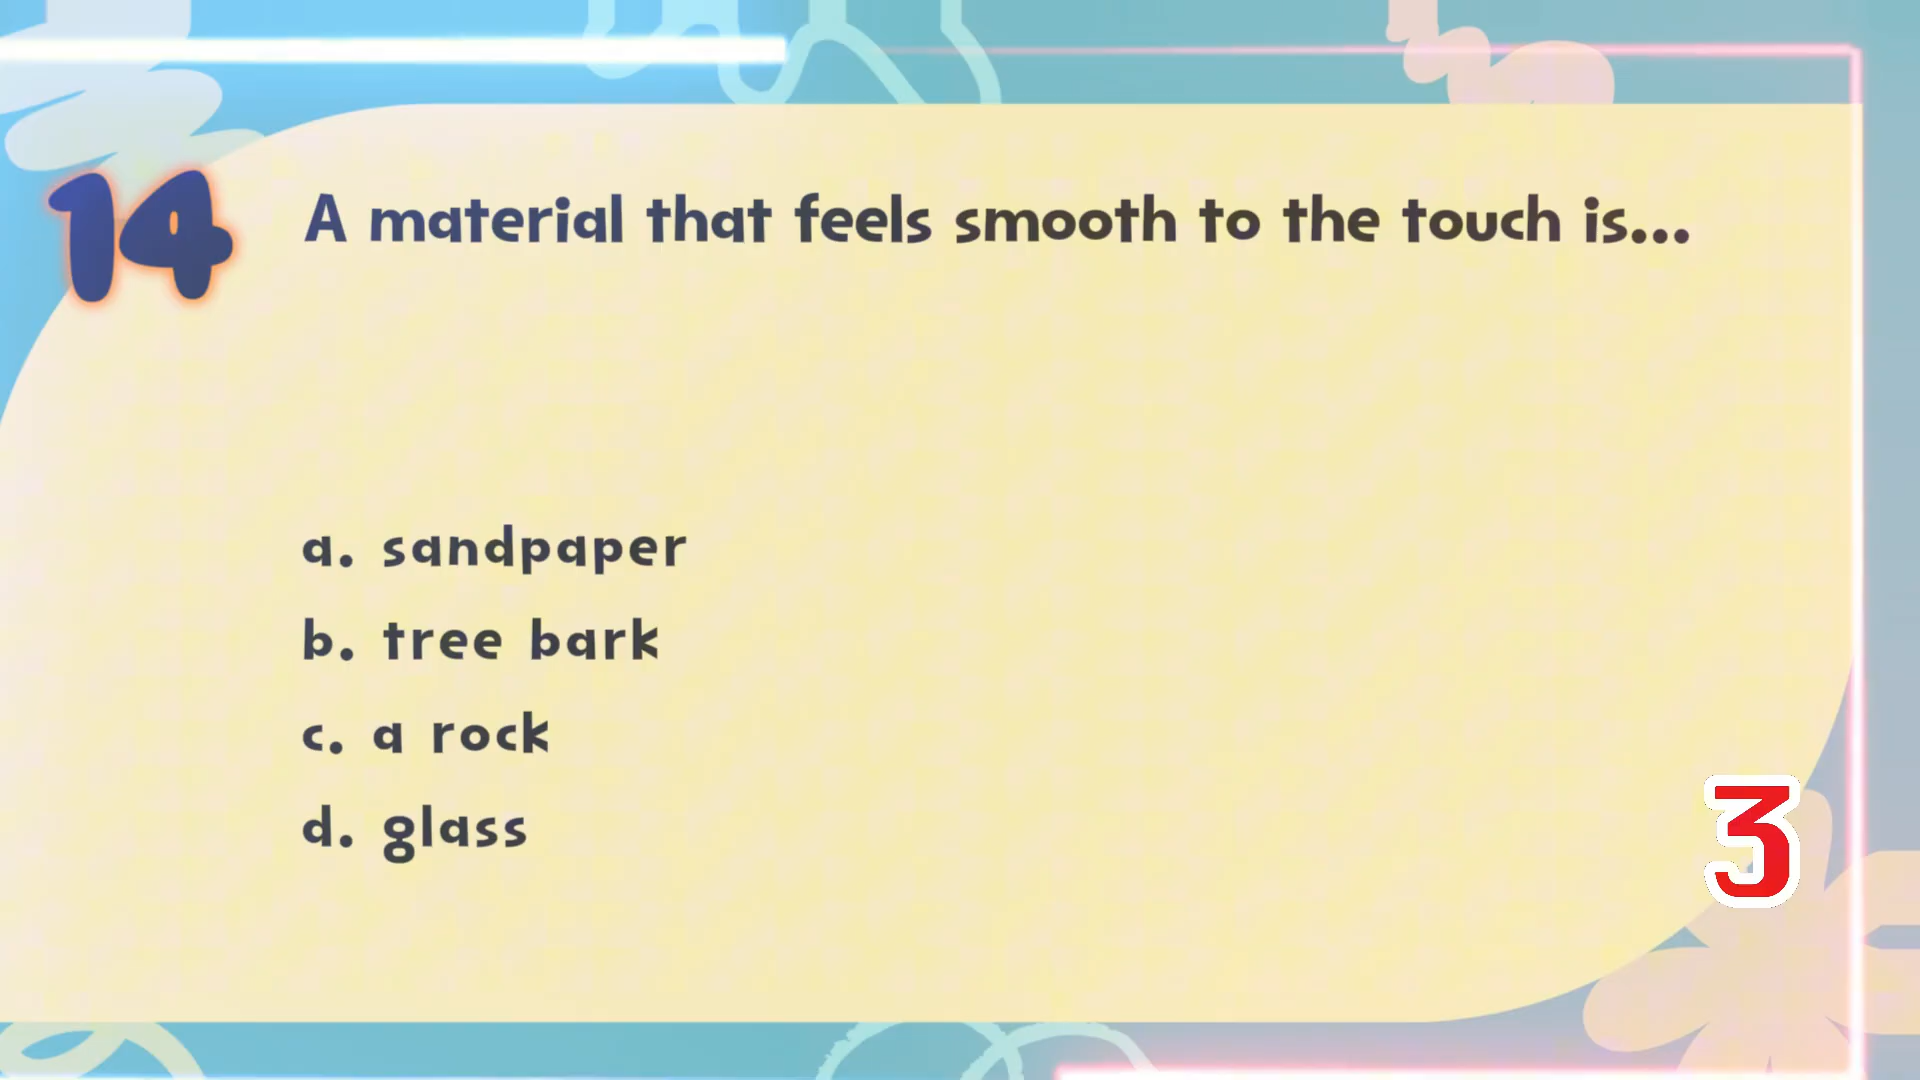 14
A material that feels smooth to the touch is...
a. sandpaper
b. tree bark
c. a rock
d. glass
3